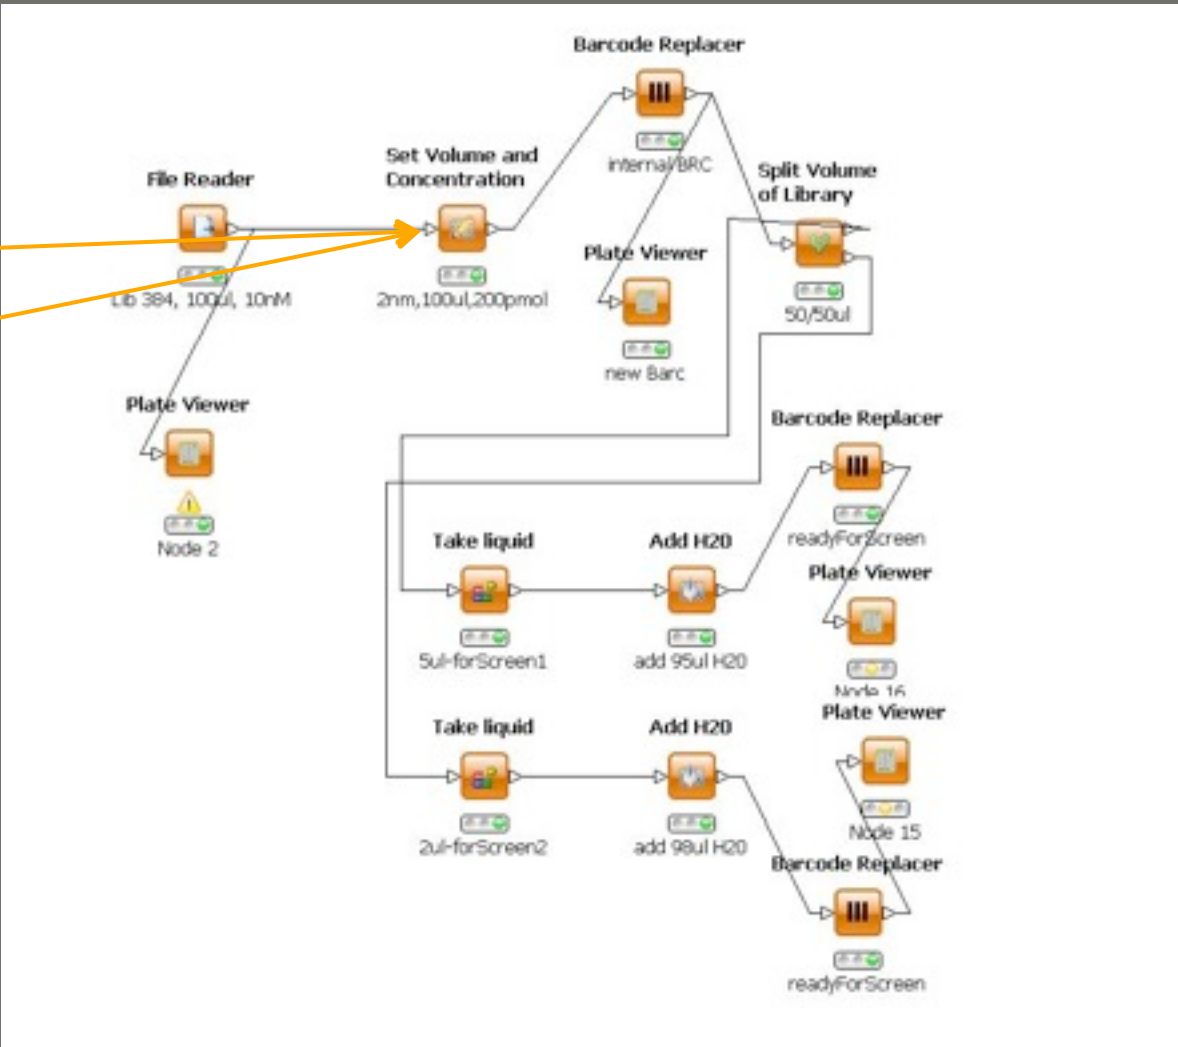 Barcode Replacer
internal/BRC
Set Volume and
Concentration
2nm,100ul,200pmol
File Reader
Lib 384, 100ul, 10nM
Split Volume
of Library
50/50ul
Plate Viewer
new Barc
Plate Viewer
Node 2
Barcode Replacer
readyForScreen
Take liquid
5ul-forScreen1
Add H20
add 95ul H20
Plate Viewer
Node 16
Take liquid
2ul-forScreen2
Add H20
add 98ul H20
Plate Viewer
Node 15
Barcode Replacer
readyForScreen